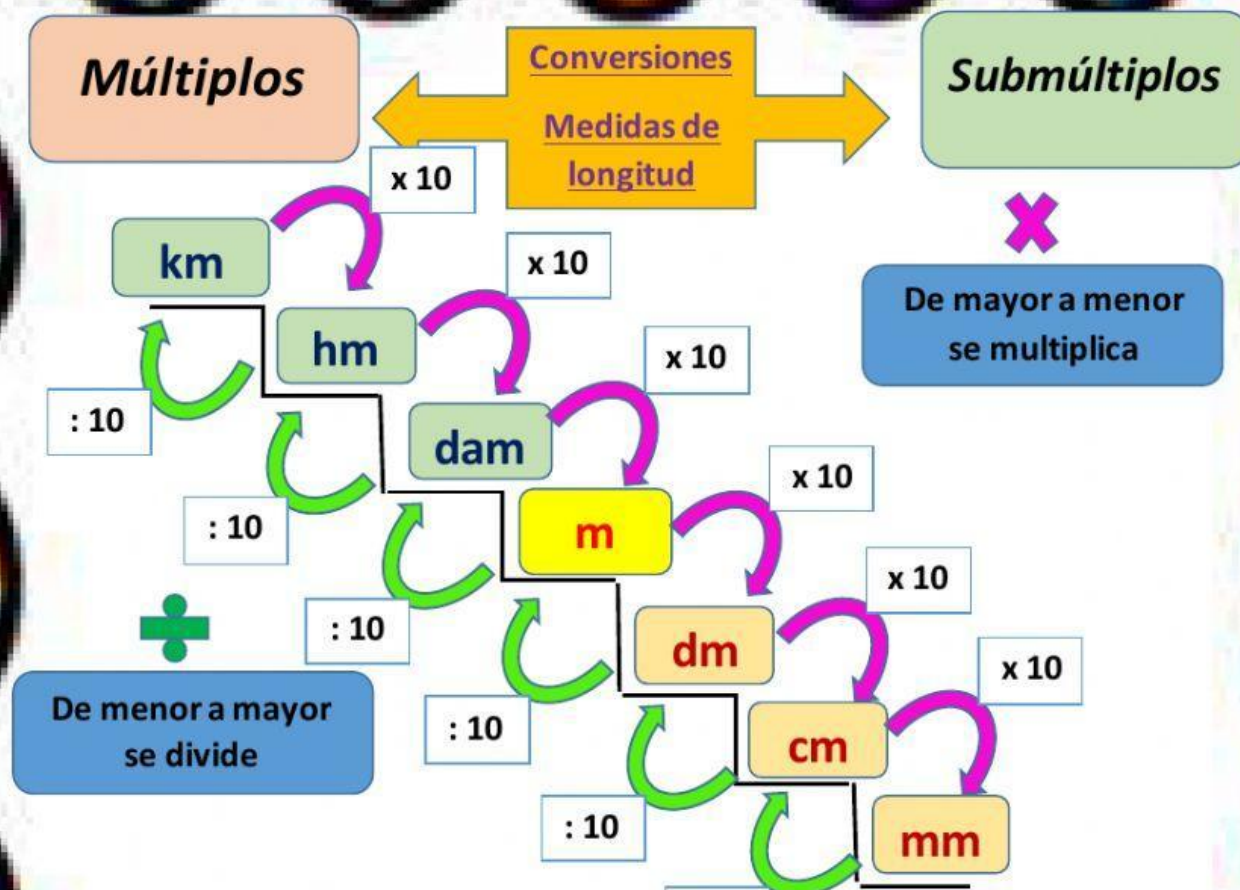 Múltiplos
Conversiones
Medidas de
longitud
Submúltiplos
x 10
km
x 10
hm
De mayor a menor
se multiplica
x 10
: 10
dam
x 10
: 10
m
x 10
: 10
dm
x 10
De menor a mayor
se divide
: 10
cm
: 10
mm